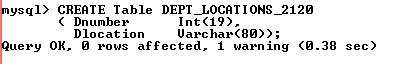 mysql> CREATE Table DEPT_LOCATIONS_2120
( Dnumber Int(19),
Dlocation Varchar(80));
Query OK, 0 rows affected, 1 warning (0.38 sec)